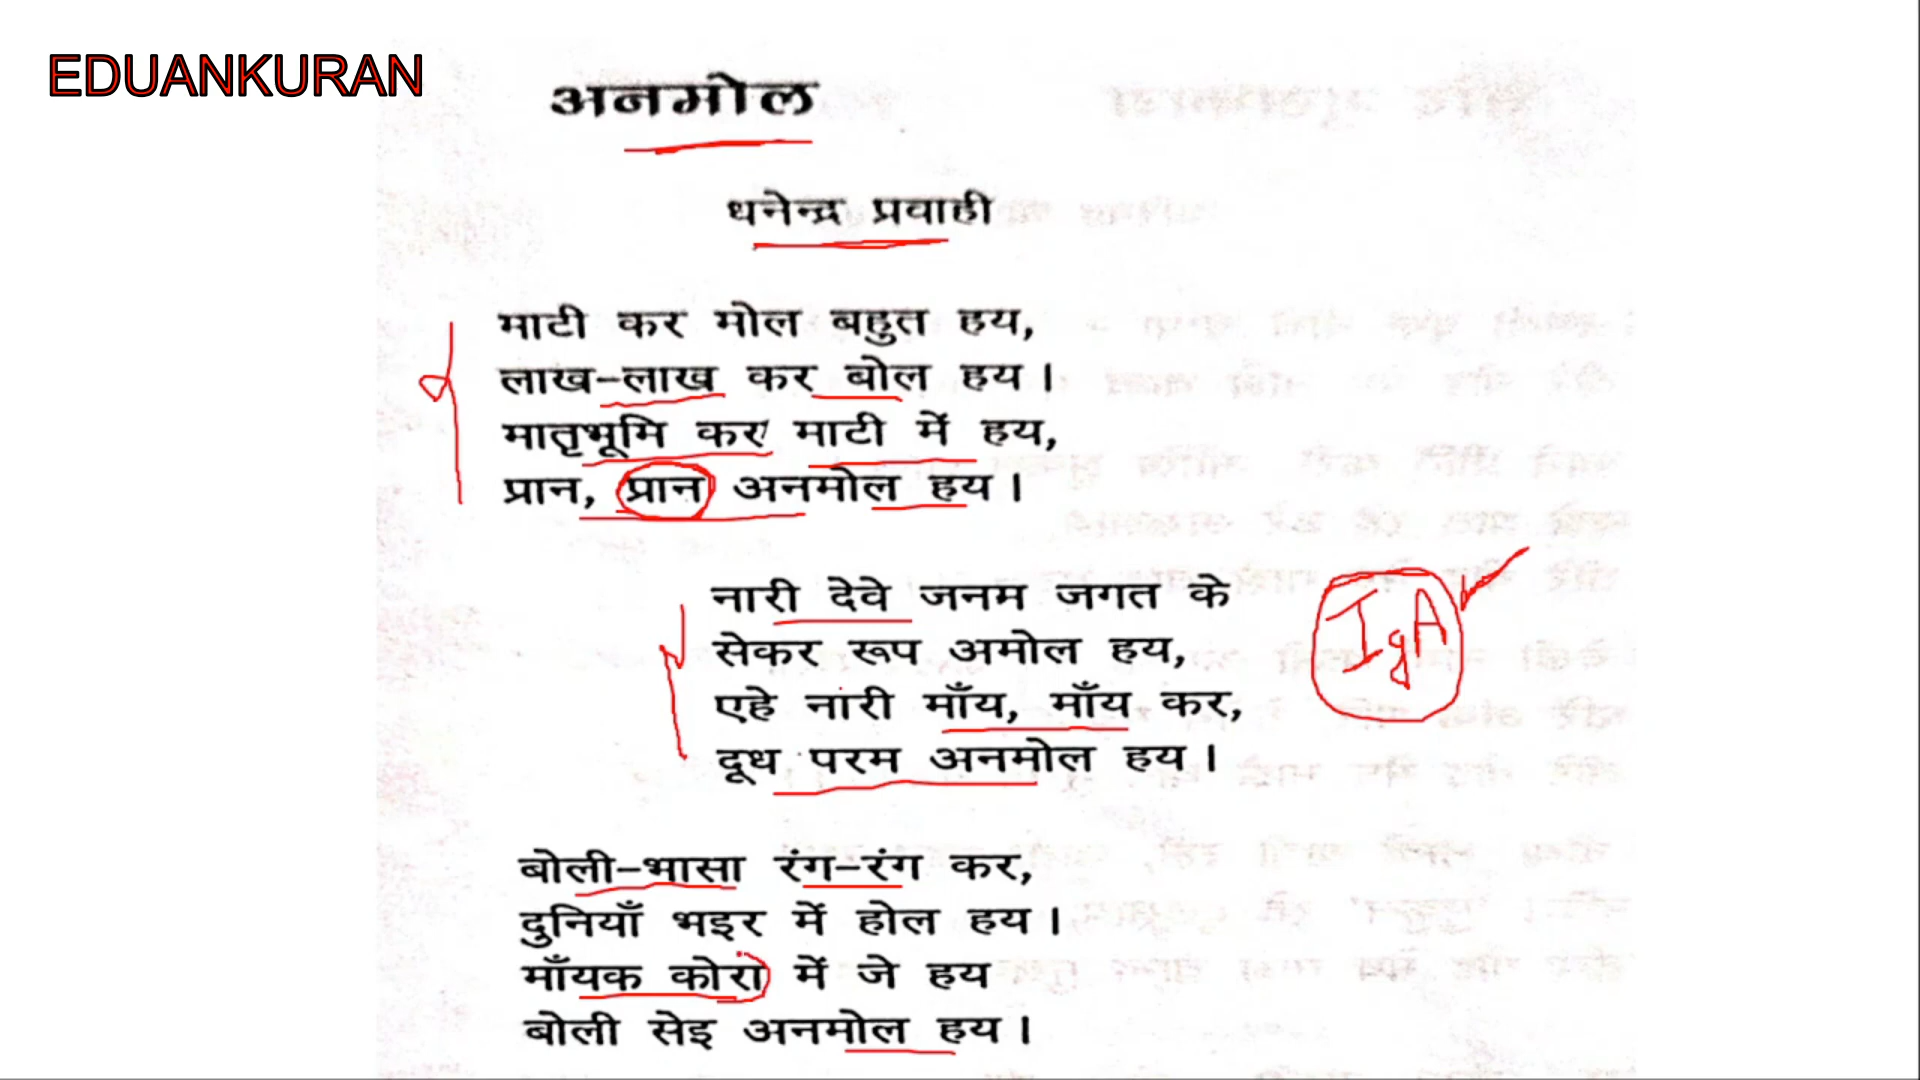 EDUANKURAN
अनमोल
धनेन्द्र प्रवाही
माटी कर मोल बहुत हय,
लाख-लाख कर बोल हय।
मातृभूमि कर माटी में हय,
प्रान, प्रान अनमोल हय।
नारी देवे जनम जगत के
सेकर रूप अमोल हय,
एहे नारी माँय, माँय कर,
दूध परम अनमोल हय।
IgA
बोली-भासा रंग-रंग कर,
दुनियाँ भइर में होल हय।
माँयक कोरा में जे हय
बोली सेइ अनमोल हय।